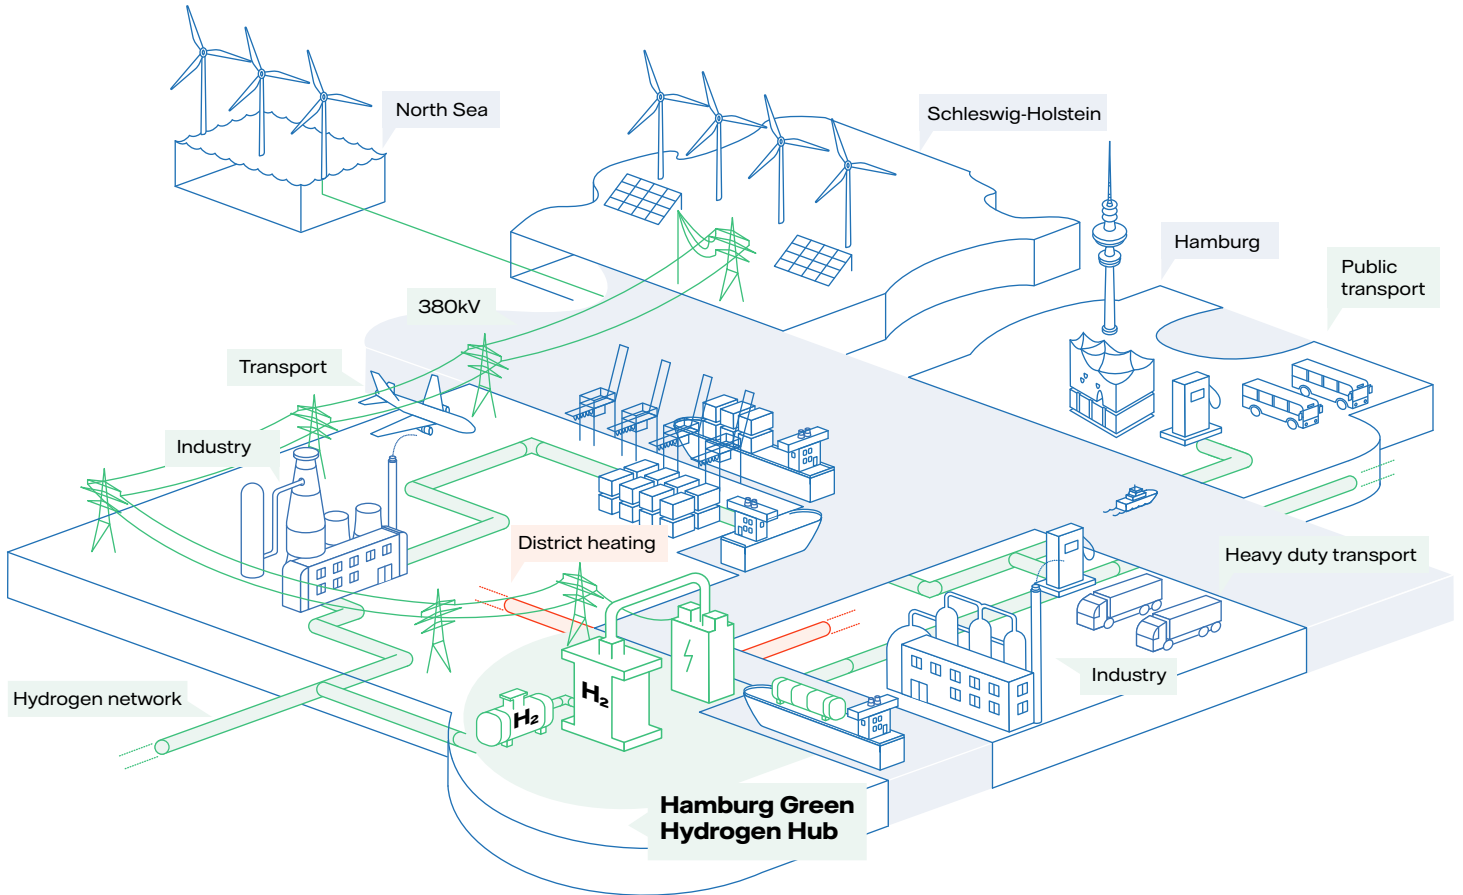 North Sea
Schleswig-Holstein
Hamburg
Public
transport
380kV
Transport
Industry
District heating
Heavy duty transport
Industry
Hydrogen network
H₂
H₂
Hamburg Green
Hydrogen Hub